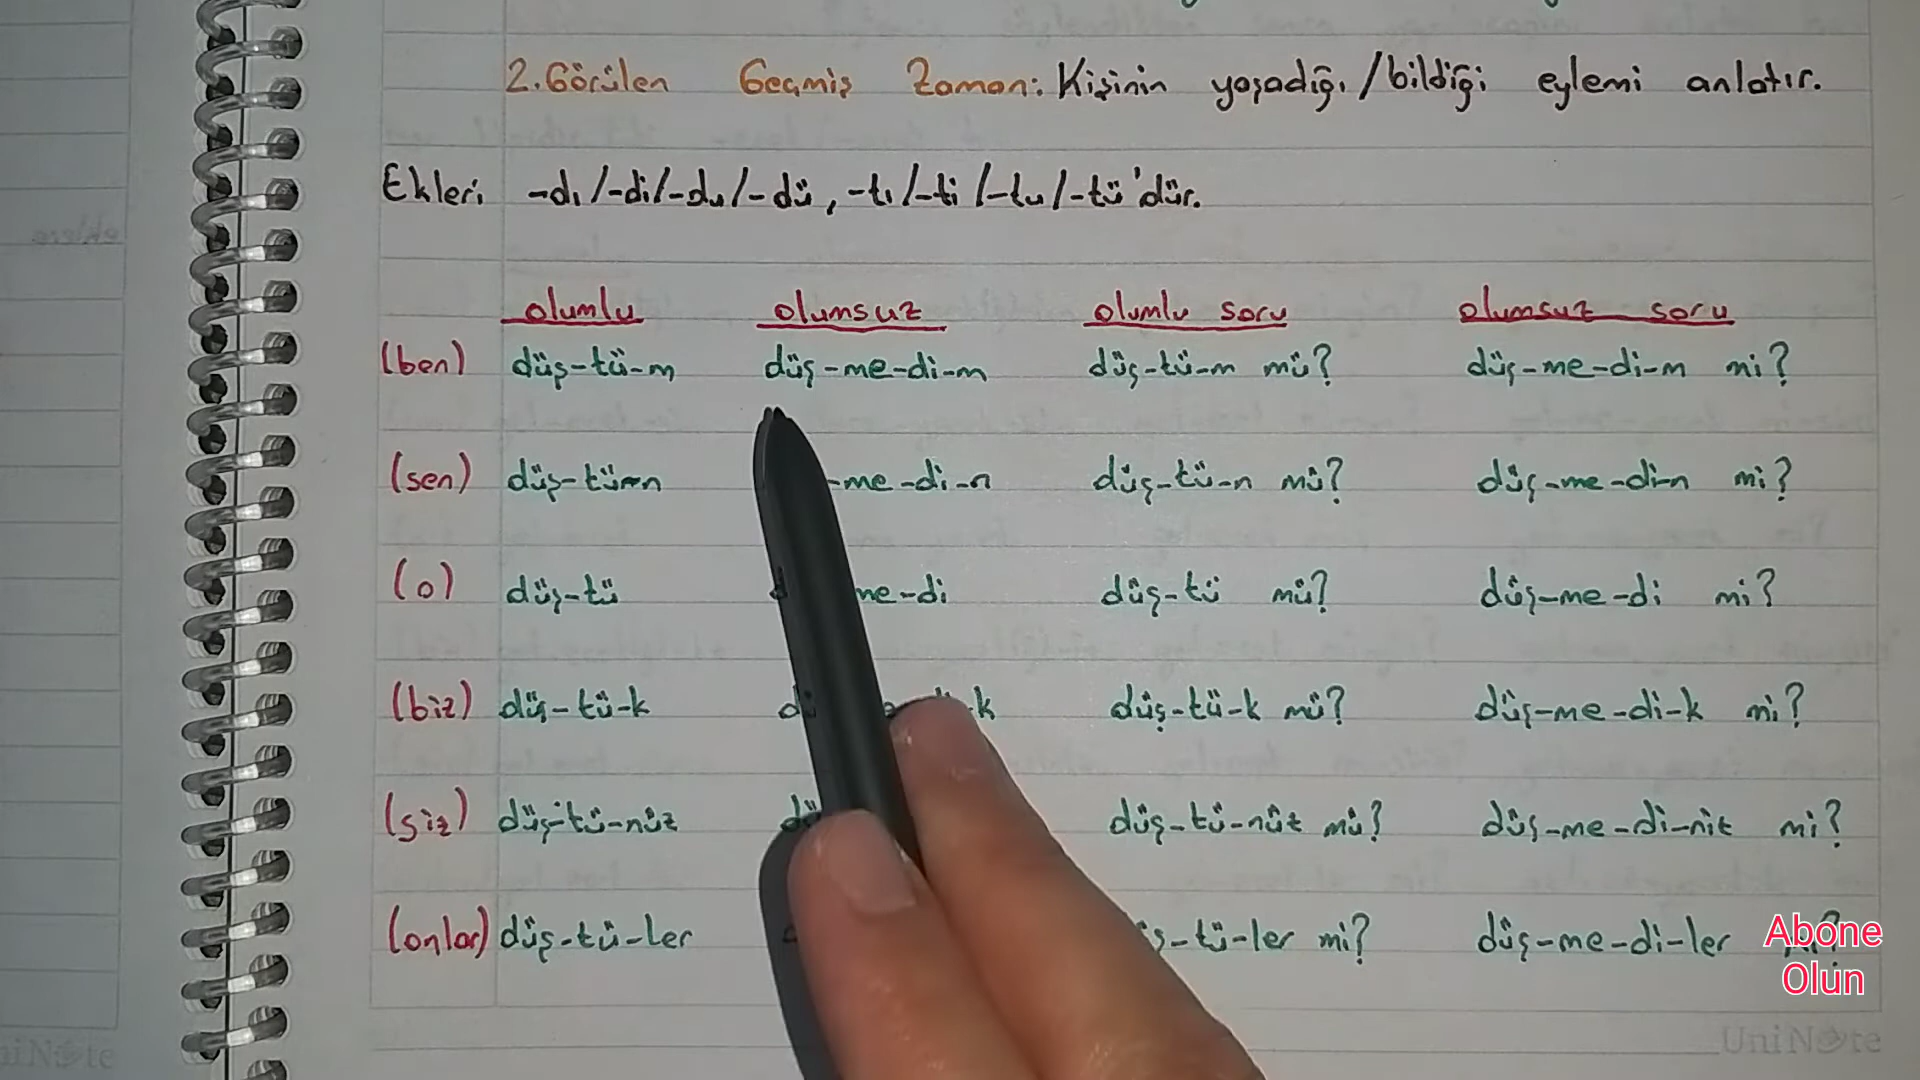 2. Görülen Geçmiş Zaman: Kişinin yaşadığı/bildiği eylemi anlatır.
Ekleri -dı/-di/-du/-dü, -tı/-ti/-tu/-tü'dür.
olumlu olumsuz olumlu soru olumsuz soru
(ben) düş-tü-m düş-me-di-m düş-tü-m mü? düş-me-di-m mi?
(sen) düş-tü-n -me-di-n düş-tü-n mü? düş-me-di-n mi?
(o) düş-tü me-di düş-tü mü? düş-me-di mi?
(biz) düş-tü-k -k düş-tü-k mü? düş-me-di-k mi?
(siz) düş-tü-nüz dü düş-tü-nüz mü? düş-me-di-niz mi?
(onlar) düş-tü-ler ş-tü-ler mi? düş-me-di-ler
Abone
Olun
UniNote
niNote